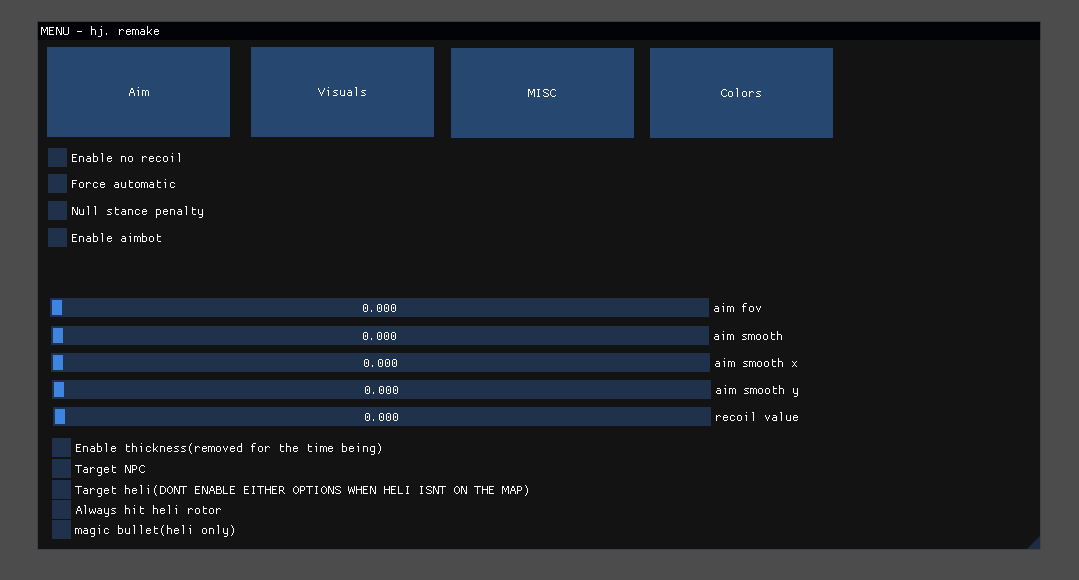 MENU - hj. remake
Aim Visuals MISC Colors
Enable no recoil
Force automatic
Null stance penalty
Enable aimbot
0.000 aim fov
0.000 aim smooth
0.000 aim smooth x
0.000 aim smooth y
0.000 recoil value
Enable thickness(removed for the time being)
Target NPC
Target heli(DONT ENABLE EITHER OPTIONS WHEN HELI ISNT ON THE MAP)
Always hit heli rotor
magic bullet(heli only)